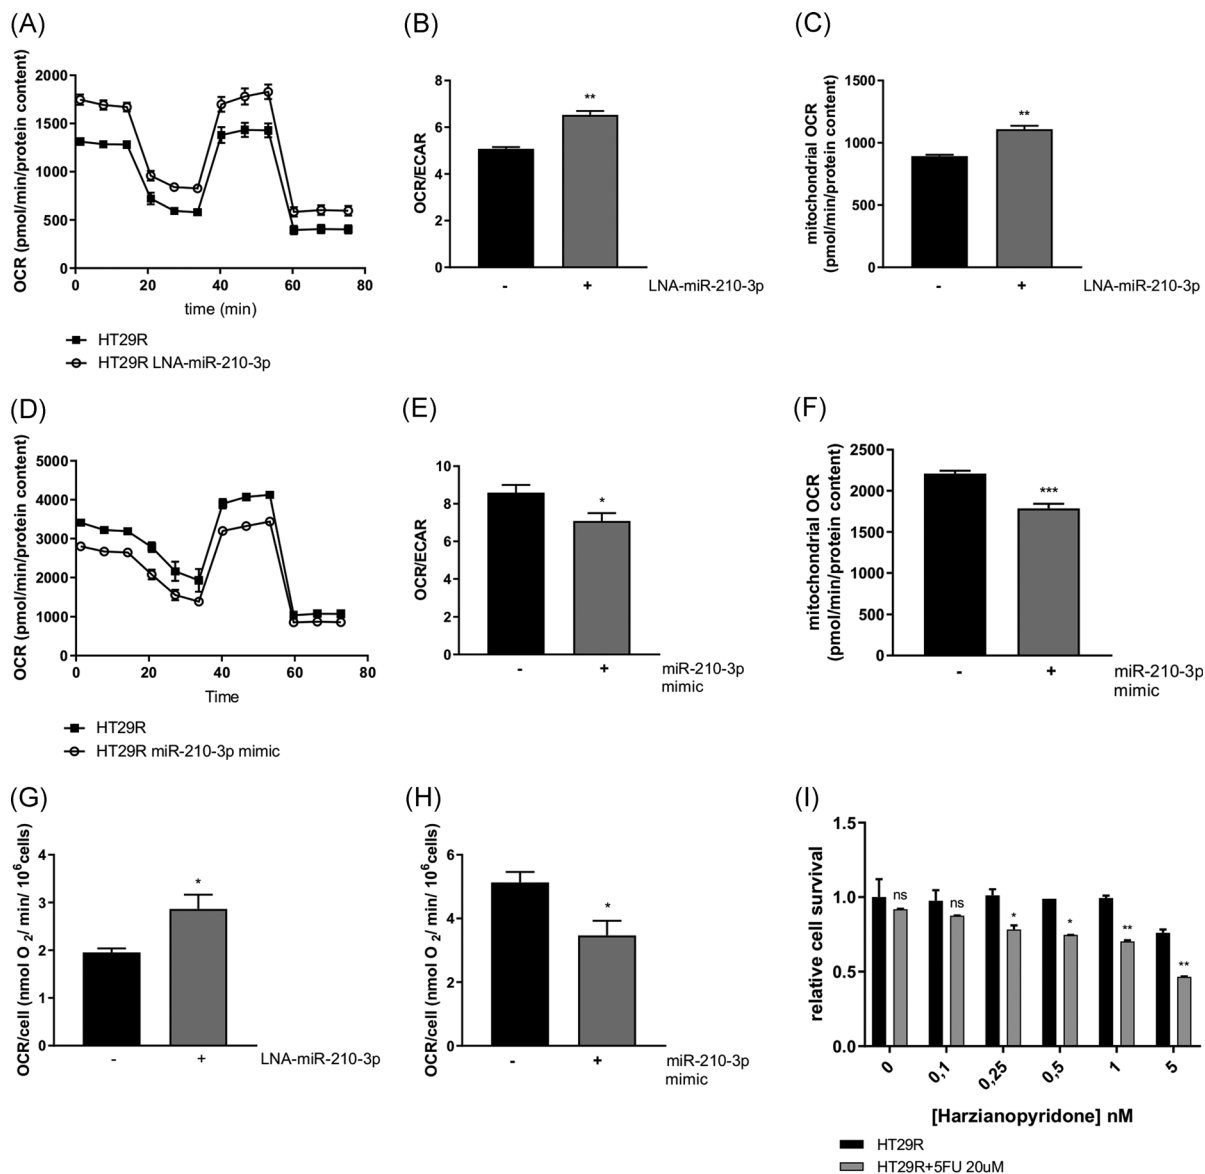 (A)
OCR (pmol/min/protein content)
2000
1500
1000
500
0
0 20 40 60 80
time (min)
HT29R
HT29R LNA-miR-210-3p
(B)
OCR/ECAR
8
6
4
2
0
**
- +
LNA-miR-210-3p
(C)
mitochondrial OCR
(pmol/min/protein content)
1500
1000
500
0
**
- +
LNA-miR-210-3p
(D)
OCR (pmol/min/protein content)
5000
4000
3000
2000
1000
0
0 20 40 60 80
Time
HT29R
HT29R miR-210-3p mimic
(E)
OCR/ECAR
10
8
6
4
2
0
*
- +
miR-210-3p
mimic
(F)
mitochondrial OCR
(pmol/min/protein content)
2500
2000
1500
1000
500
0
***
- +
miR-210-3p
mimic
(G)
OCR/cell (nmol O 2/ min/ 10^6cells)
4
3
2
1
0
*
- +
LNA-miR-210-3p
(H)
OCR/cell (nmol O 2/ min/ 10^6cells)
6
4
2
0
*
- +
miR-210-3p
mimic
(I)
relative cell survival
1.5
1.0
0.5
0.0
ns ns * * ** **
0 0,1 0,25 0,5 1 5
[Harzianopyridone] nM
HT29R
HT29R+5FU 20uM